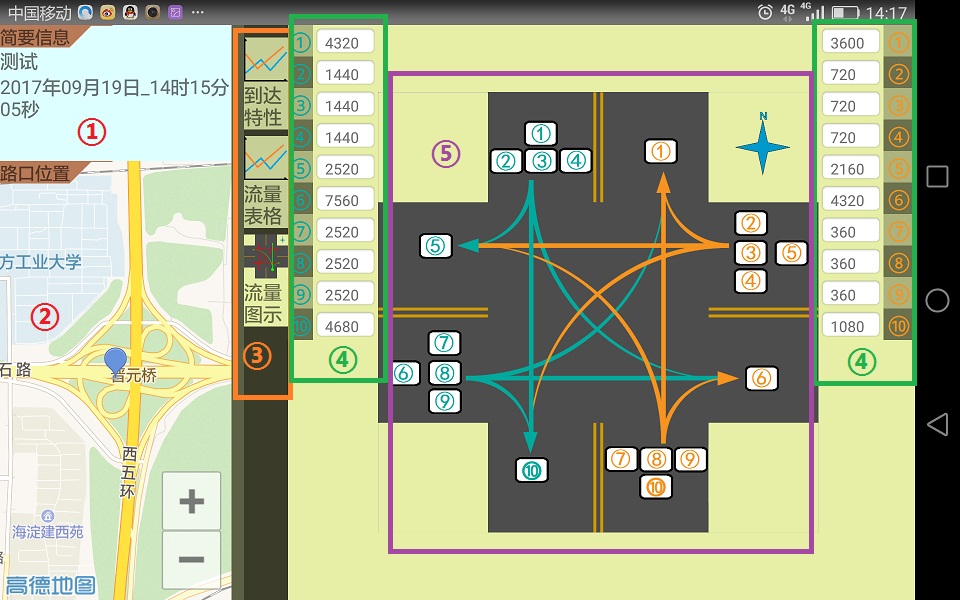 中国移动 ··· 4G 4G 14:17
简要信息
测试
2017年09月19日_14时15分
05秒
①
路口位置
方工业大学
②
石路
晋元桥
西五环
海淀建西苑
高德地图
+
−
到达
特性
流量
表格
流量
图示
③
① 4320
② 1440
③ 1440
④ 1440
⑤ 2520
⑥ 7560
⑦ 2520
⑧ 2520
⑨ 2520
⑩ 4680
④
⑤
N
①
② ③ ④
①
⑤
②
③ ⑤
④
⑦
⑥ ⑧
⑨
⑥
⑩
⑦ ⑧ ⑨
⑩
3600 ①
720 ②
720 ③
720 ④
2160 ⑤
4320 ⑥
360 ⑦
360 ⑧
360 ⑨
1080 ⑩
④